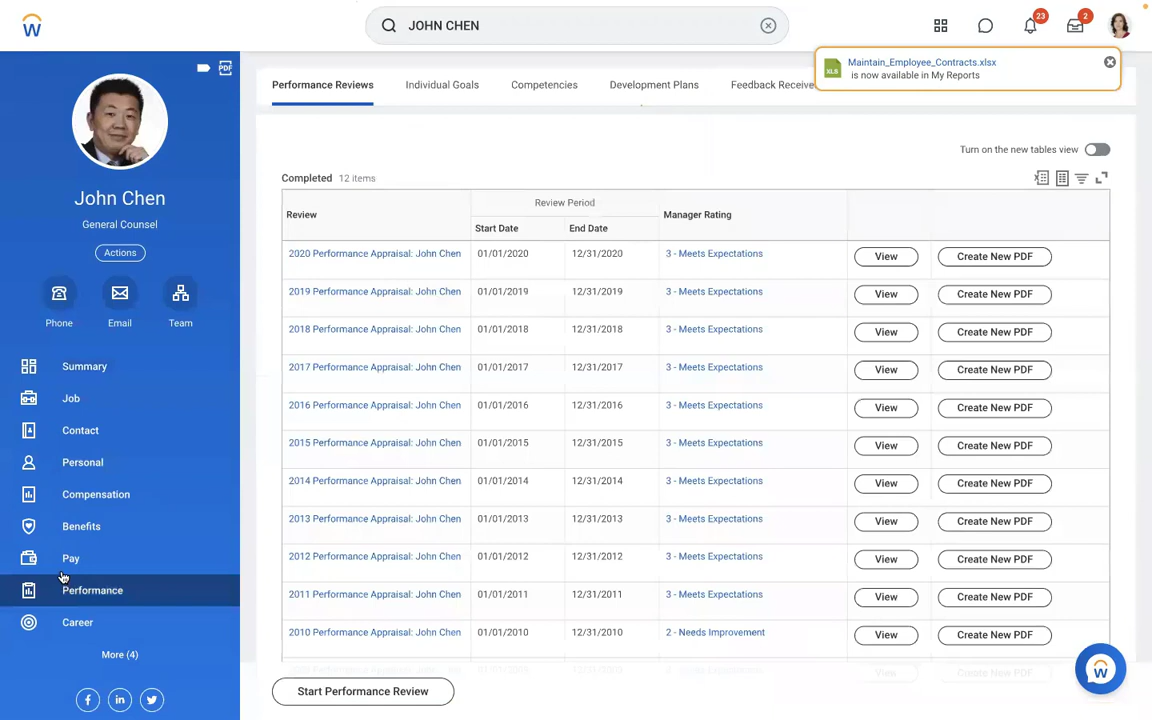 W
JOHN CHEN
23
2
XLS
Maintain_Employee_Contracts.xlsx
is now available in My Reports
PDF
John Chen
General Counsel
Actions
Phone
Email
Team
Summary
Job
Contact
Personal
Compensation
Benefits
Pay
Performance
Career
More (4)
Performance Reviews
Individual Goals
Competencies
Development Plans
Feedback Receive
Turn on the new tables view
Completed 12 items
Review
Review Period
Start Date
End Date
Manager Rating
2020 Performance Appraisal: John Chen 01/01/2020 12/31/2020 3 - Meets Expectations View Create New PDF
2019 Performance Appraisal: John Chen 01/01/2019 12/31/2019 3 - Meets Expectations View Create New PDF
2018 Performance Appraisal: John Chen 01/01/2018 12/31/2018 3 - Meets Expectations View Create New PDF
2017 Performance Appraisal: John Chen 01/01/2017 12/31/2017 3 - Meets Expectations View Create New PDF
2016 Performance Appraisal: John Chen 01/01/2016 12/31/2016 3 - Meets Expectations View Create New PDF
2015 Performance Appraisal: John Chen 01/01/2015 12/31/2015 3 - Meets Expectations View Create New PDF
2014 Performance Appraisal: John Chen 01/01/2014 12/31/2014 3 - Meets Expectations View Create New PDF
2013 Performance Appraisal: John Chen 01/01/2013 12/31/2013 3 - Meets Expectations View Create New PDF
2012 Performance Appraisal: John Chen 01/01/2012 12/31/2012 3 - Meets Expectations View Create New PDF
2011 Performance Appraisal: John Chen 01/01/2011 12/31/2011 3 - Meets Expectations View Create New PDF
2010 Performance Appraisal: John Chen 01/01/2010 12/31/2010 2 - Needs Improvement View Create New PDF
Start Performance Review
W